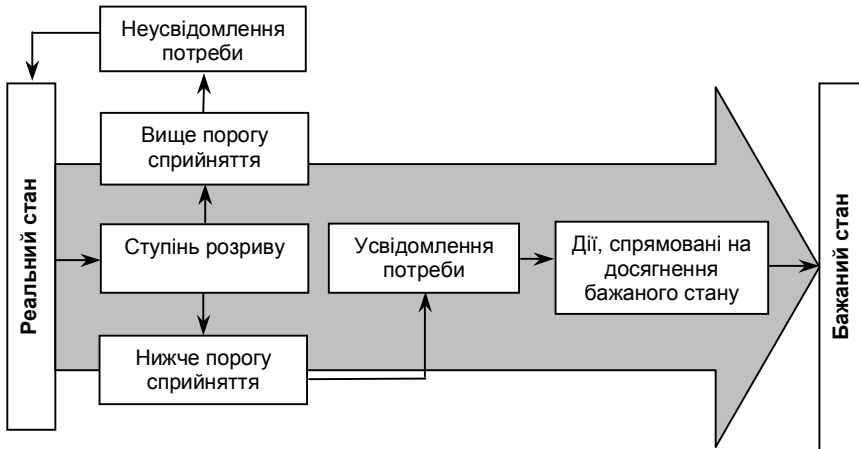 Неусвідомлення
потреби
Вище порогу
сприйняття
Реальний стан
Ступінь розриву
Усвідомлення
потреби
Дії, спрямовані на
досягнення
бажаного стану
Бажаний стан
Нижче порогу
сприйняття